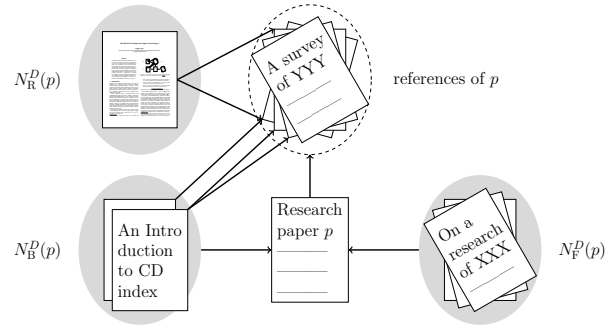 N_R^D(p)
A survey
of YYY
references of p
N_B^D(p)
An Intro
duction
to CD
index
Research
paper p
On a
research
of XXX
N_F^D(p)